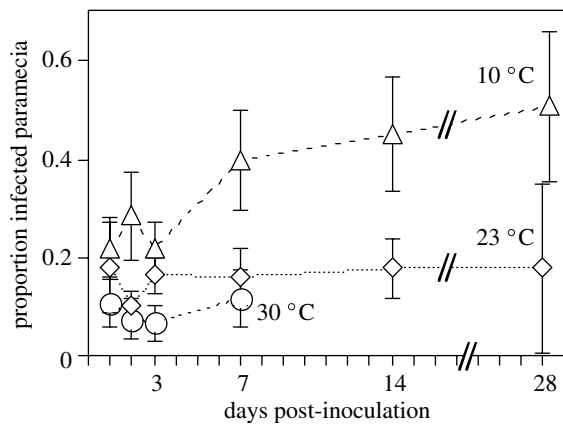 proportion infected paramecia
0.6
0.4
0.2
0
10 °C
23 °C
30 °C
3 7 14 28
days post-inoculation